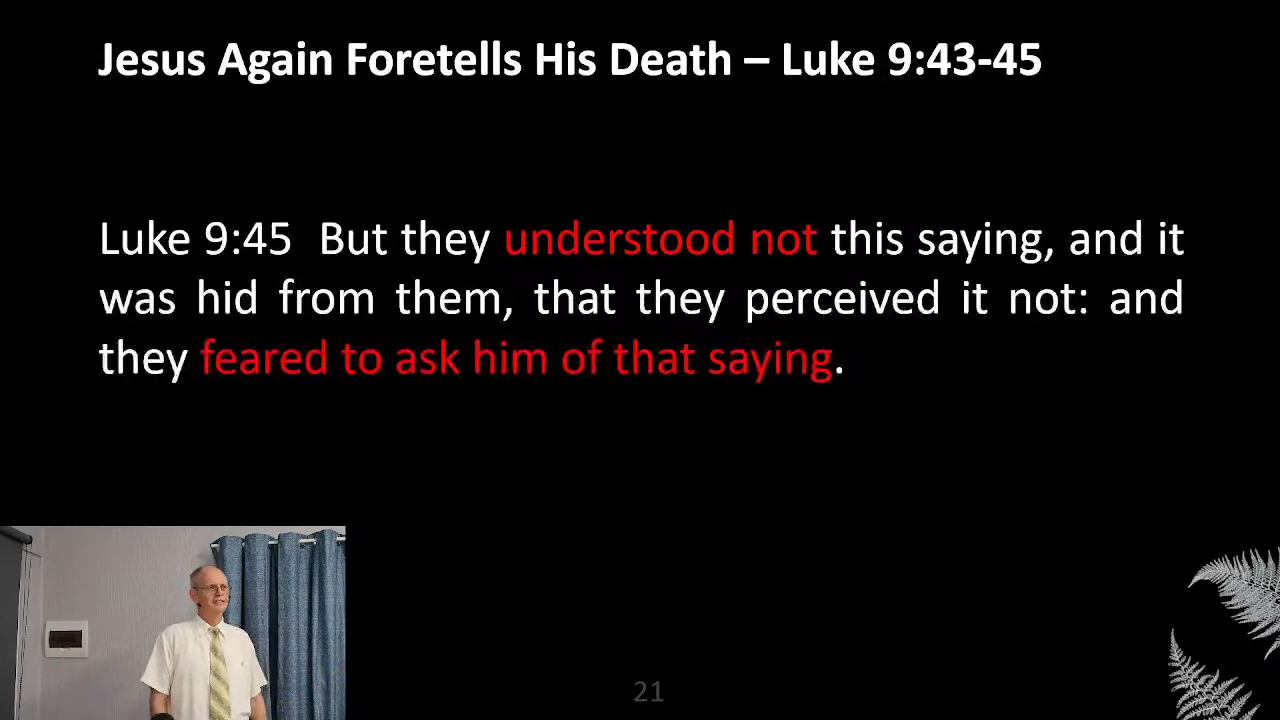 Jesus Again Foretells His Death – Luke 9:43-45
Luke 9:45  But they understood not this saying, and it
was hid from them, that they perceived it not: and
they feared to ask him of that saying.
21